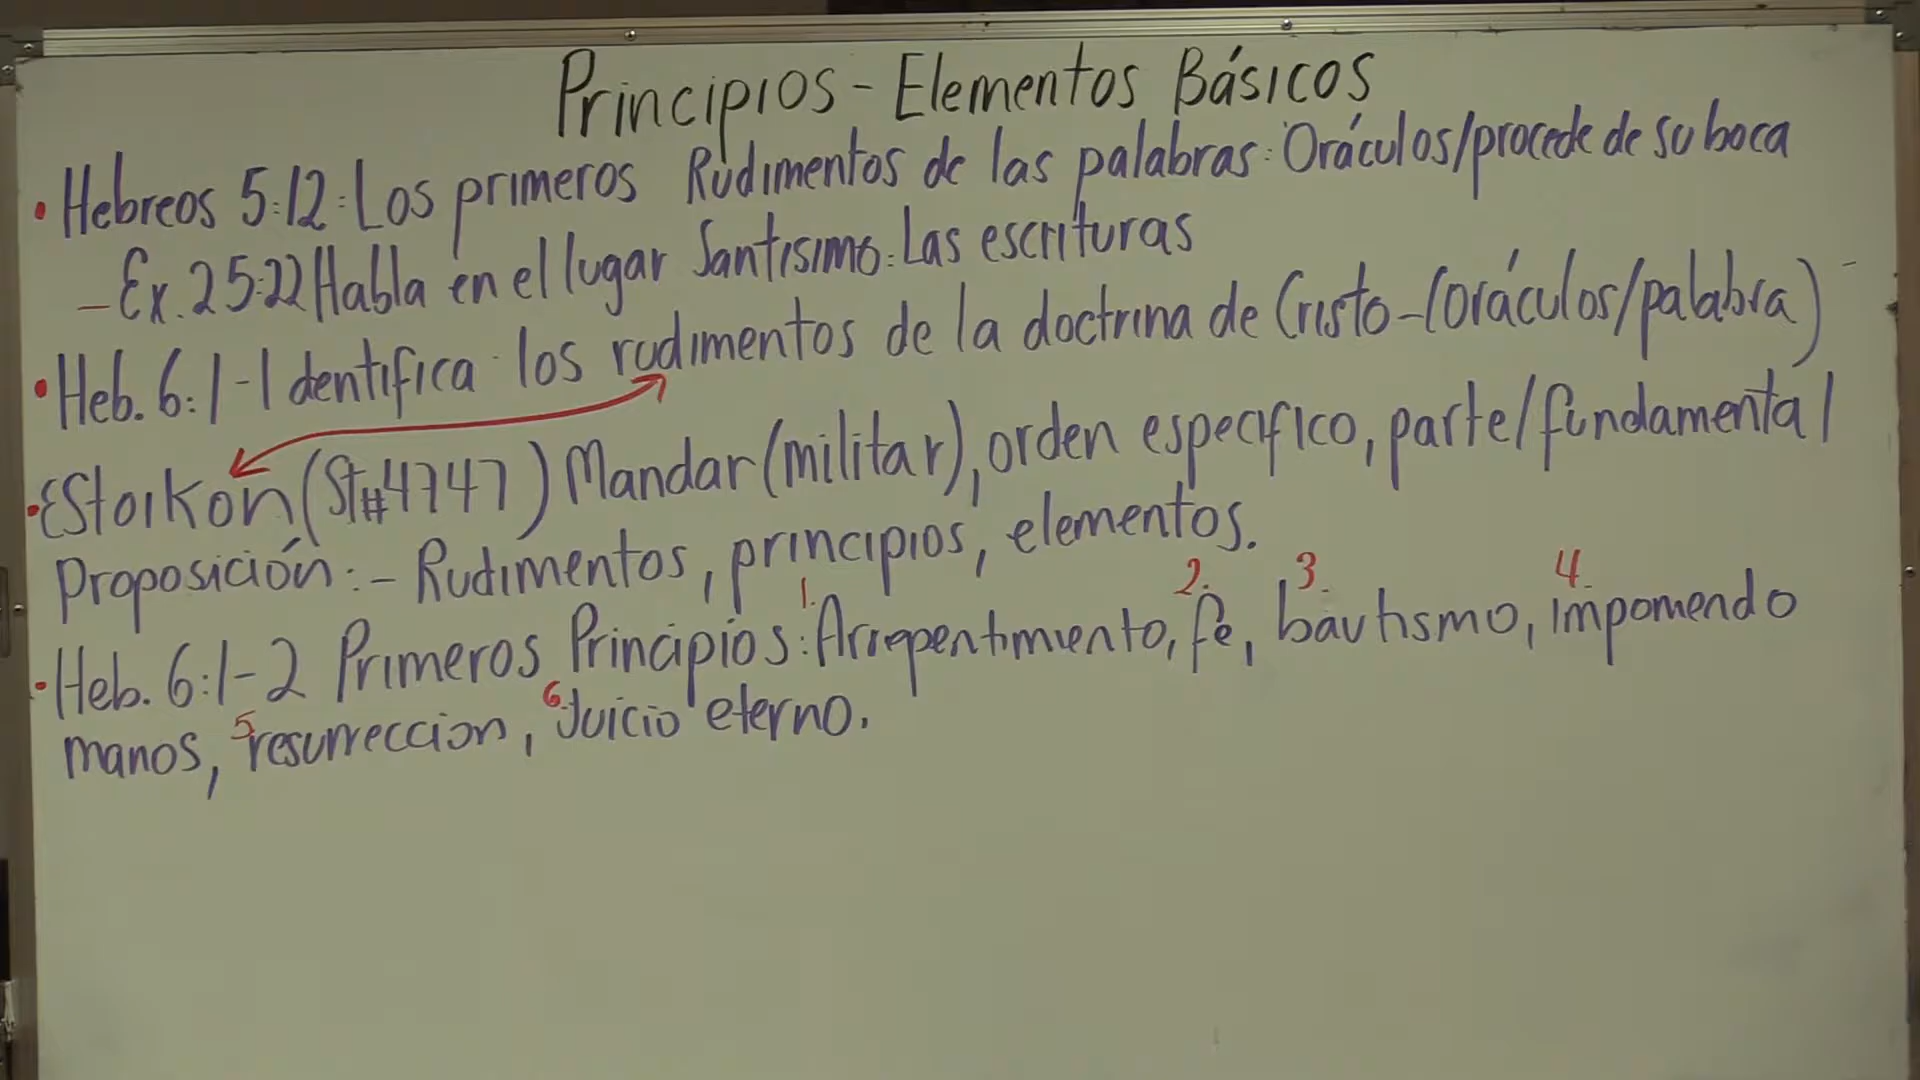 Principios - Elementos Básicos
• Hebreos 5:12: Los primeros Rudimentos de las palabras: Oráculos/procede de su boca
- Ex. 25:22 Habla en el lugar Santisimo: Las escrituras
• Heb. 6:1 - Identifica los rudimentos de la doctrina de Cristo - (oráculos/palabra)
• EStoikon (St#4747) Mandar (militar), orden especifico, parte/fundamental
Proposición: - Rudimentos, principios, elementos.
• Heb. 6:1-2 Primeros Principios: 1. Arrepentimiento, 2. fe, 3. bautismo, 4. impomendo
manos, 5. resurreccion, 6. Juicio eterno.